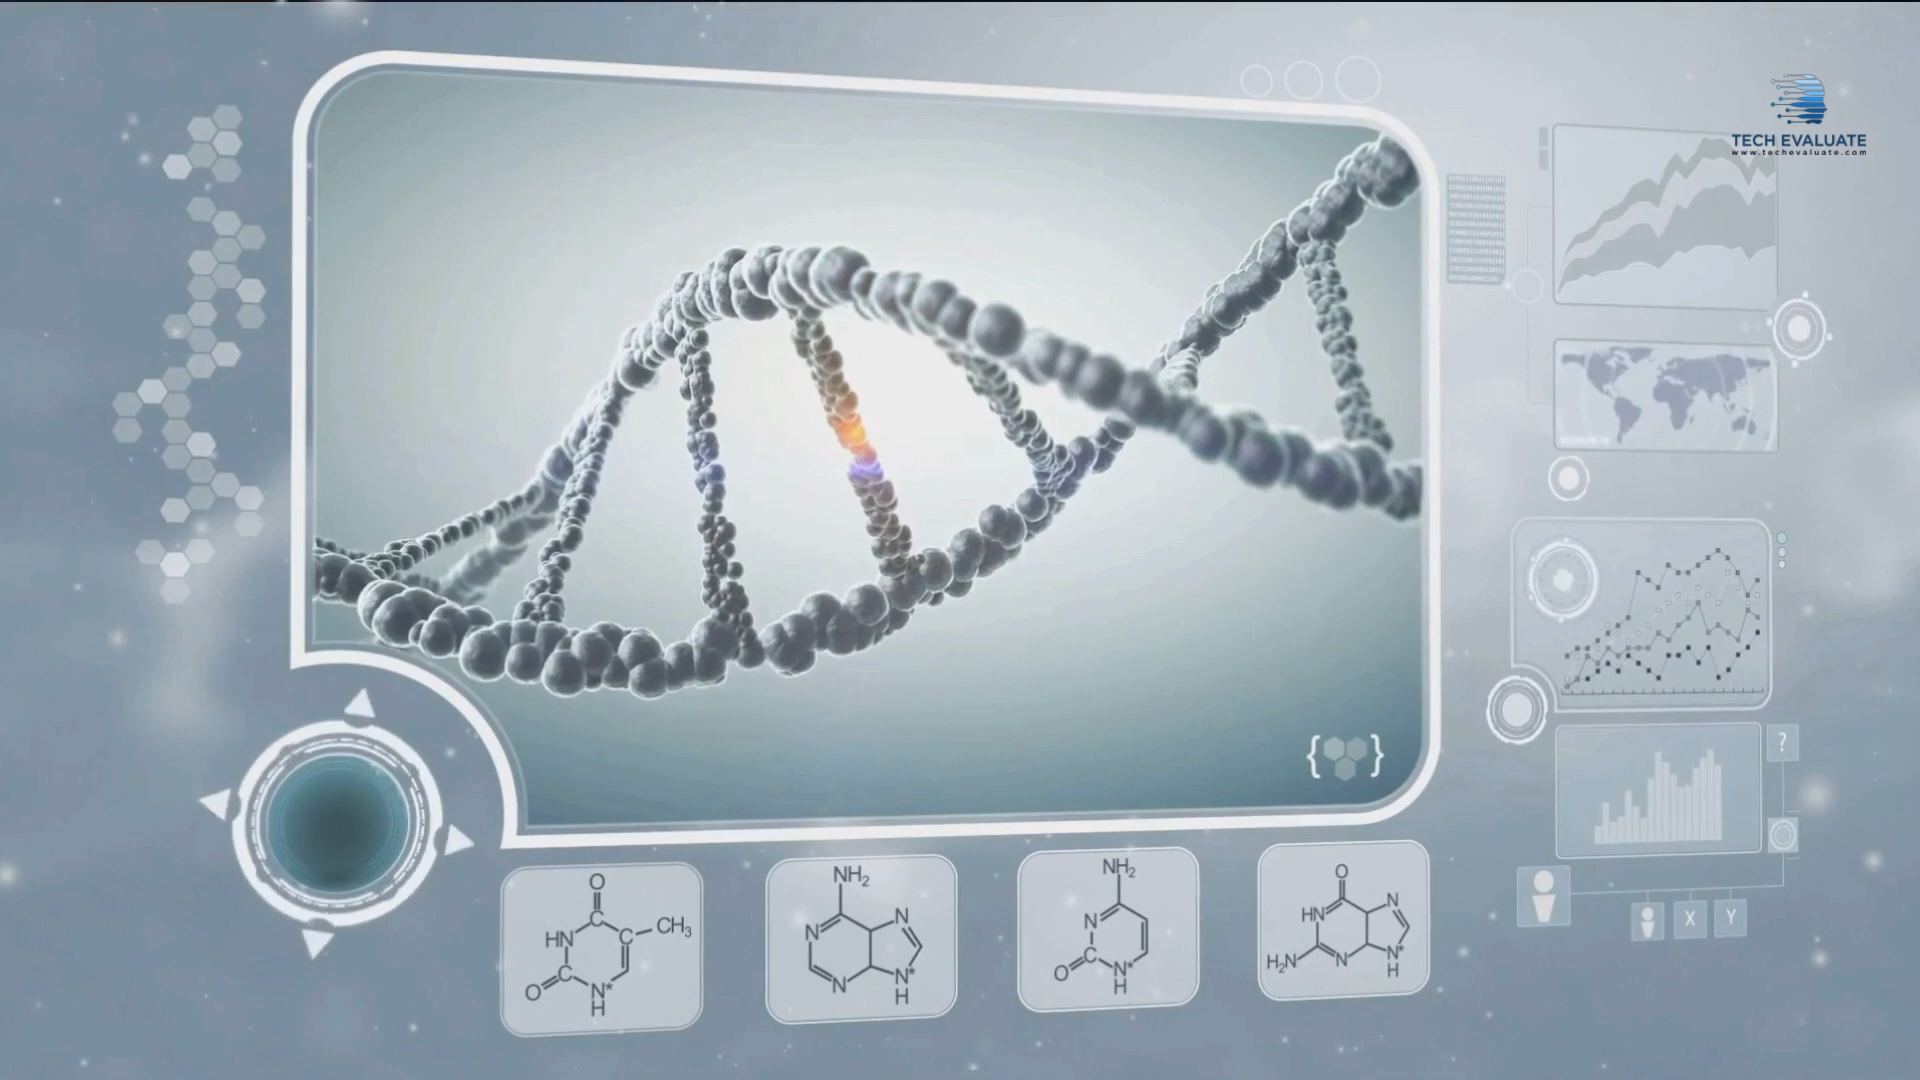 TECH EVALUATE
www.techevaluate.com
{ }
?
X
Y
O
C
HN
C
CH₃
C
O
N*
H
NH₂
N
N
N
N*
H
NH₂
N
C
O
N*
H
O
HN
N
H₂N
N
N*
H